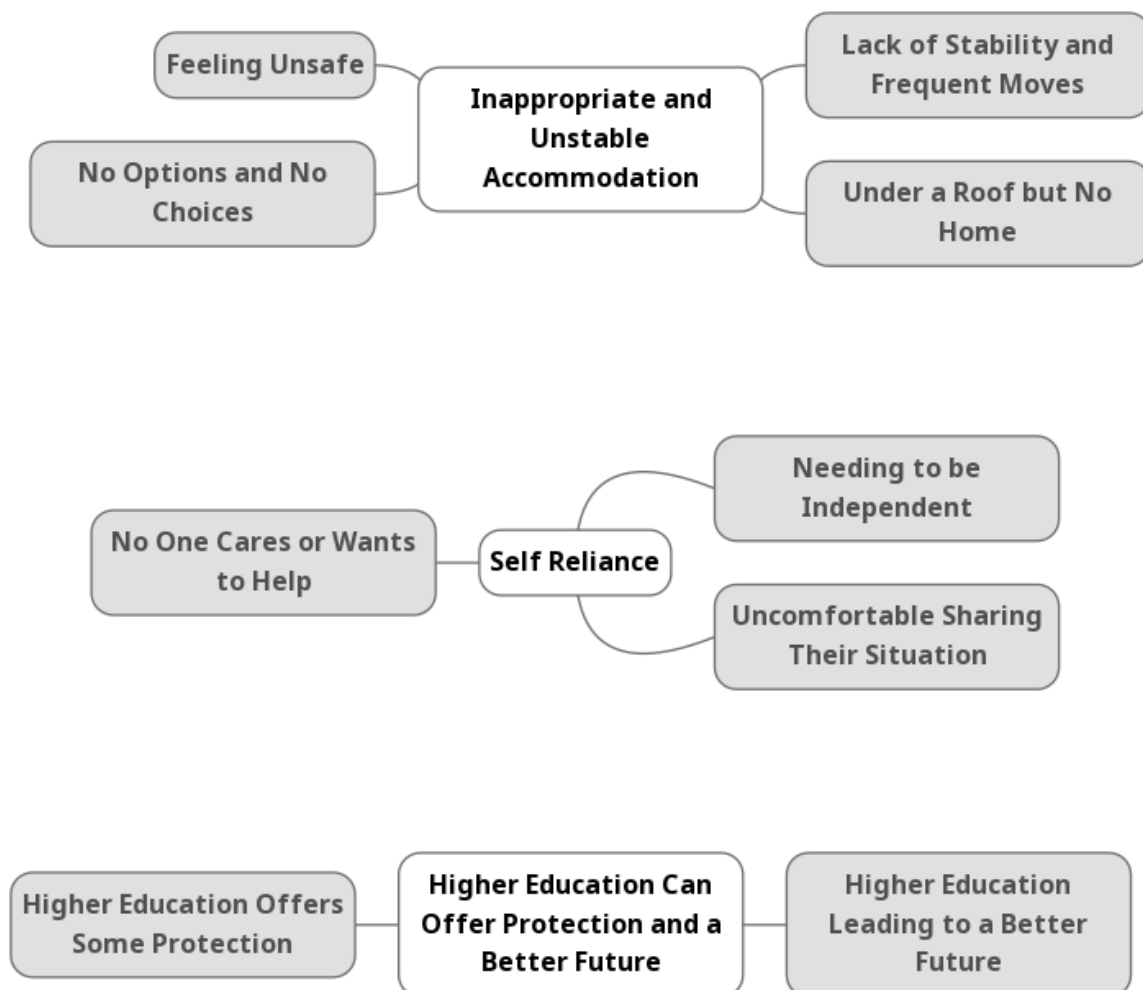 Feeling Unsafe
No Options and No
Choices
Inappropriate and
Unstable
Accommodation
Lack of Stability and
Frequent Moves
Under a Roof but No
Home
No One Cares or Wants
to Help
Self Reliance
Needing to be
Independent
Uncomfortable Sharing
Their Situation
Higher Education Offers
Some Protection
Higher Education Can
Offer Protection and a
Better Future
Higher Education
Leading to a Better
Future